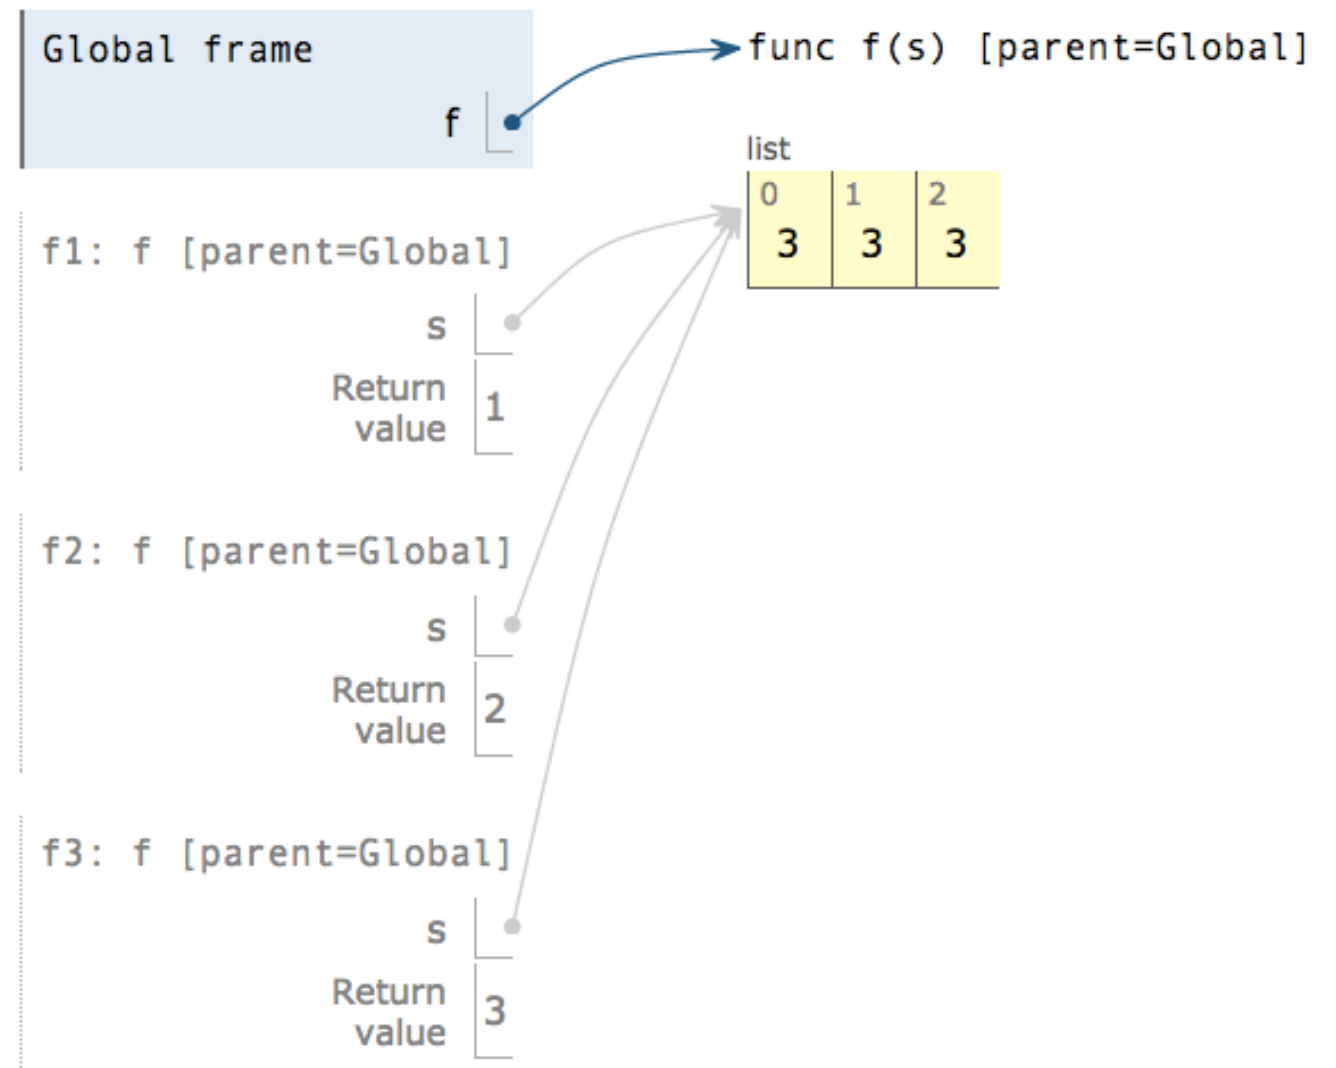 Global frame
f
func f(s) [parent=Global]
list
0 1 2
3 3 3
f1: f [parent=Global]
s
Return
value
1
f2: f [parent=Global]
s
Return
value
2
f3: f [parent=Global]
s
Return
value
3